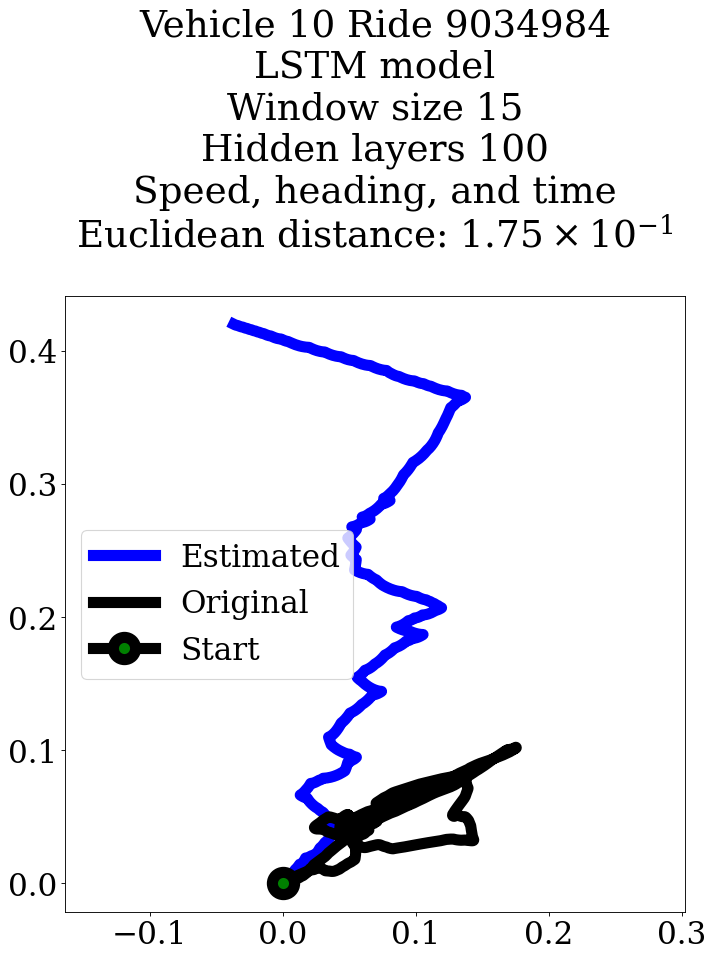 Vehicle 10 Ride 9034984
LSTM model
Window size 15
Hidden layers 100
Speed, heading, and time
Euclidean distance: 1.75 × 10⁻¹
0.4
0.3
Estimated
Original
0.2
Start
0.1
0.0
−0.1 0.0 0.1 0.2 0.3